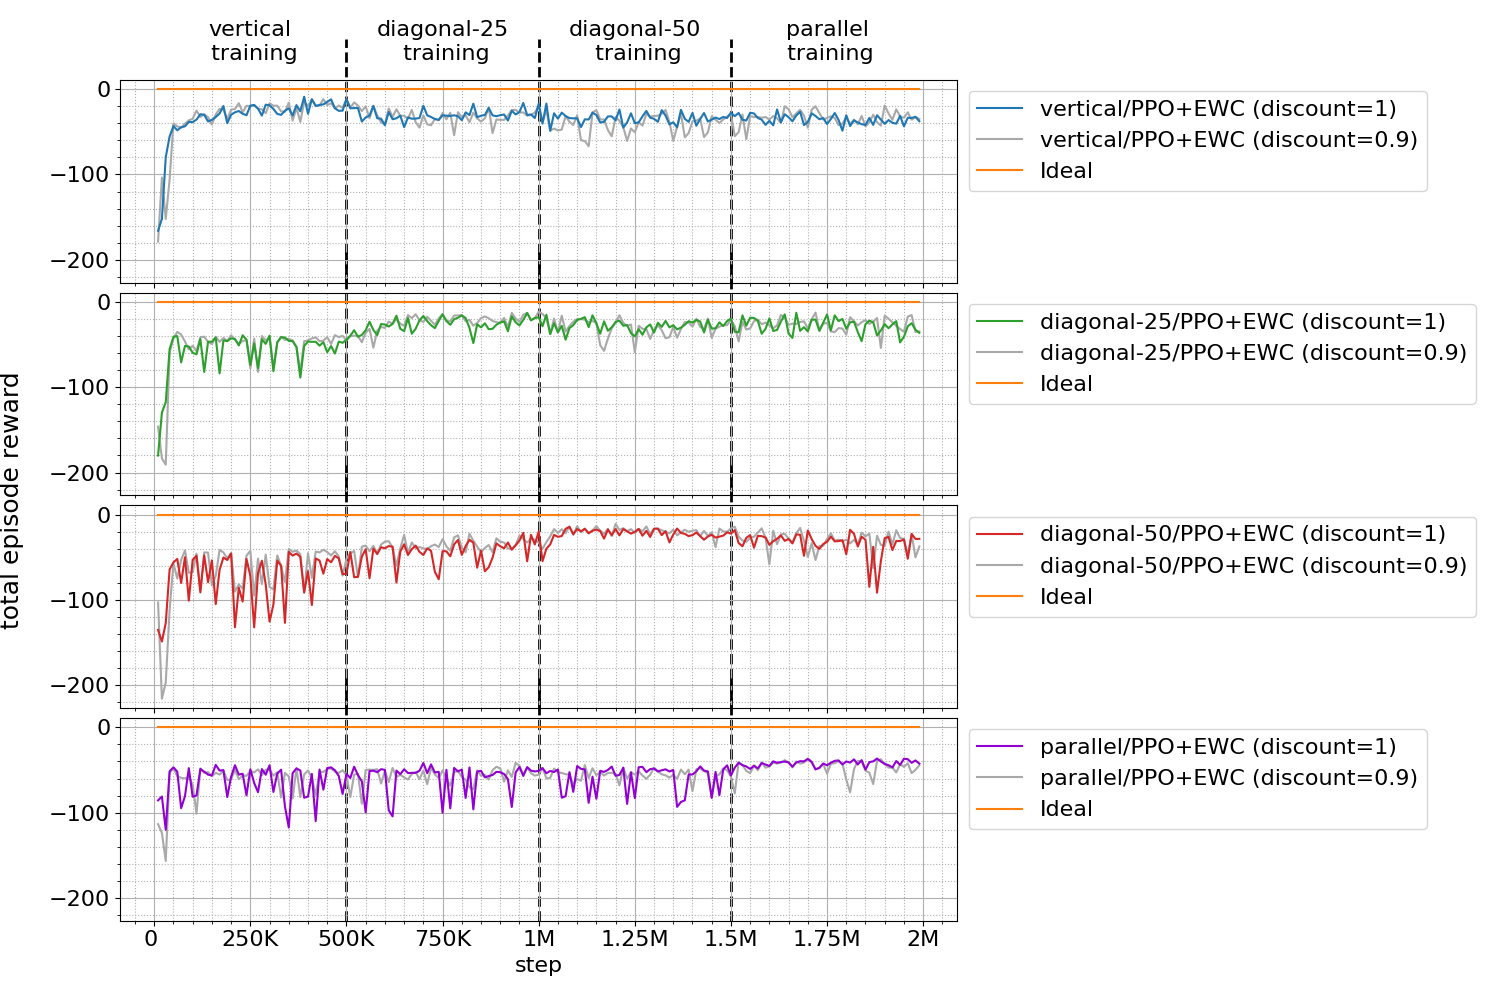 vertical
training
diagonal-25
training
diagonal-50
training
parallel
training
total episode reward
0
−100
−200
vertical/PPO+EWC (discount=1)
vertical/PPO+EWC (discount=0.9)
Ideal
0
−100
−200
diagonal-25/PPO+EWC (discount=1)
diagonal-25/PPO+EWC (discount=0.9)
Ideal
0
−100
−200
diagonal-50/PPO+EWC (discount=1)
diagonal-50/PPO+EWC (discount=0.9)
Ideal
0
−100
−200
parallel/PPO+EWC (discount=1)
parallel/PPO+EWC (discount=0.9)
Ideal
0 250K 500K 750K 1M 1.25M 1.5M 1.75M 2M
step